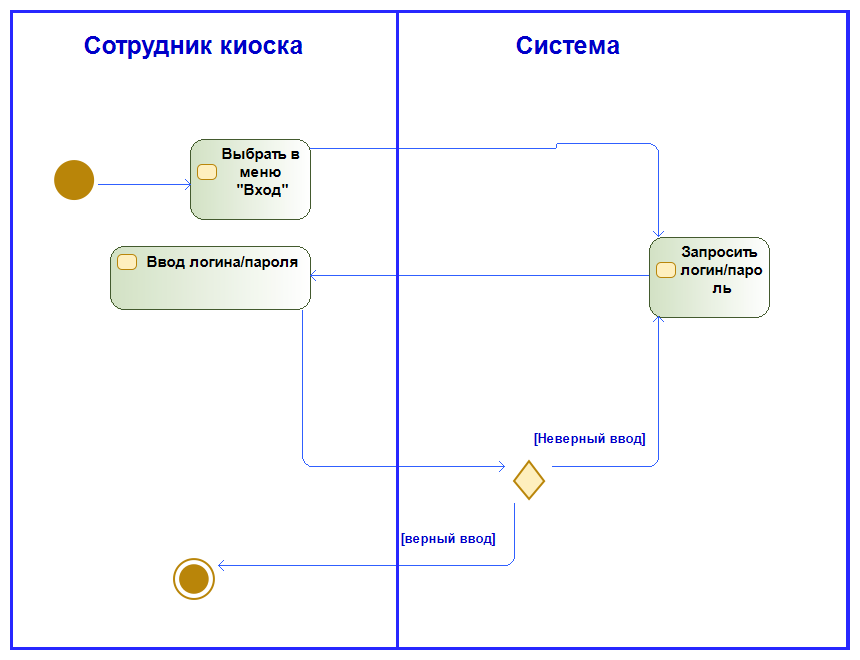 Сотрудник киоска
Система
Выбрать в
меню
"Вход"
Запросить
логин/паро
ль
Ввод логина/пароля
[Неверный ввод]
[верный ввод]